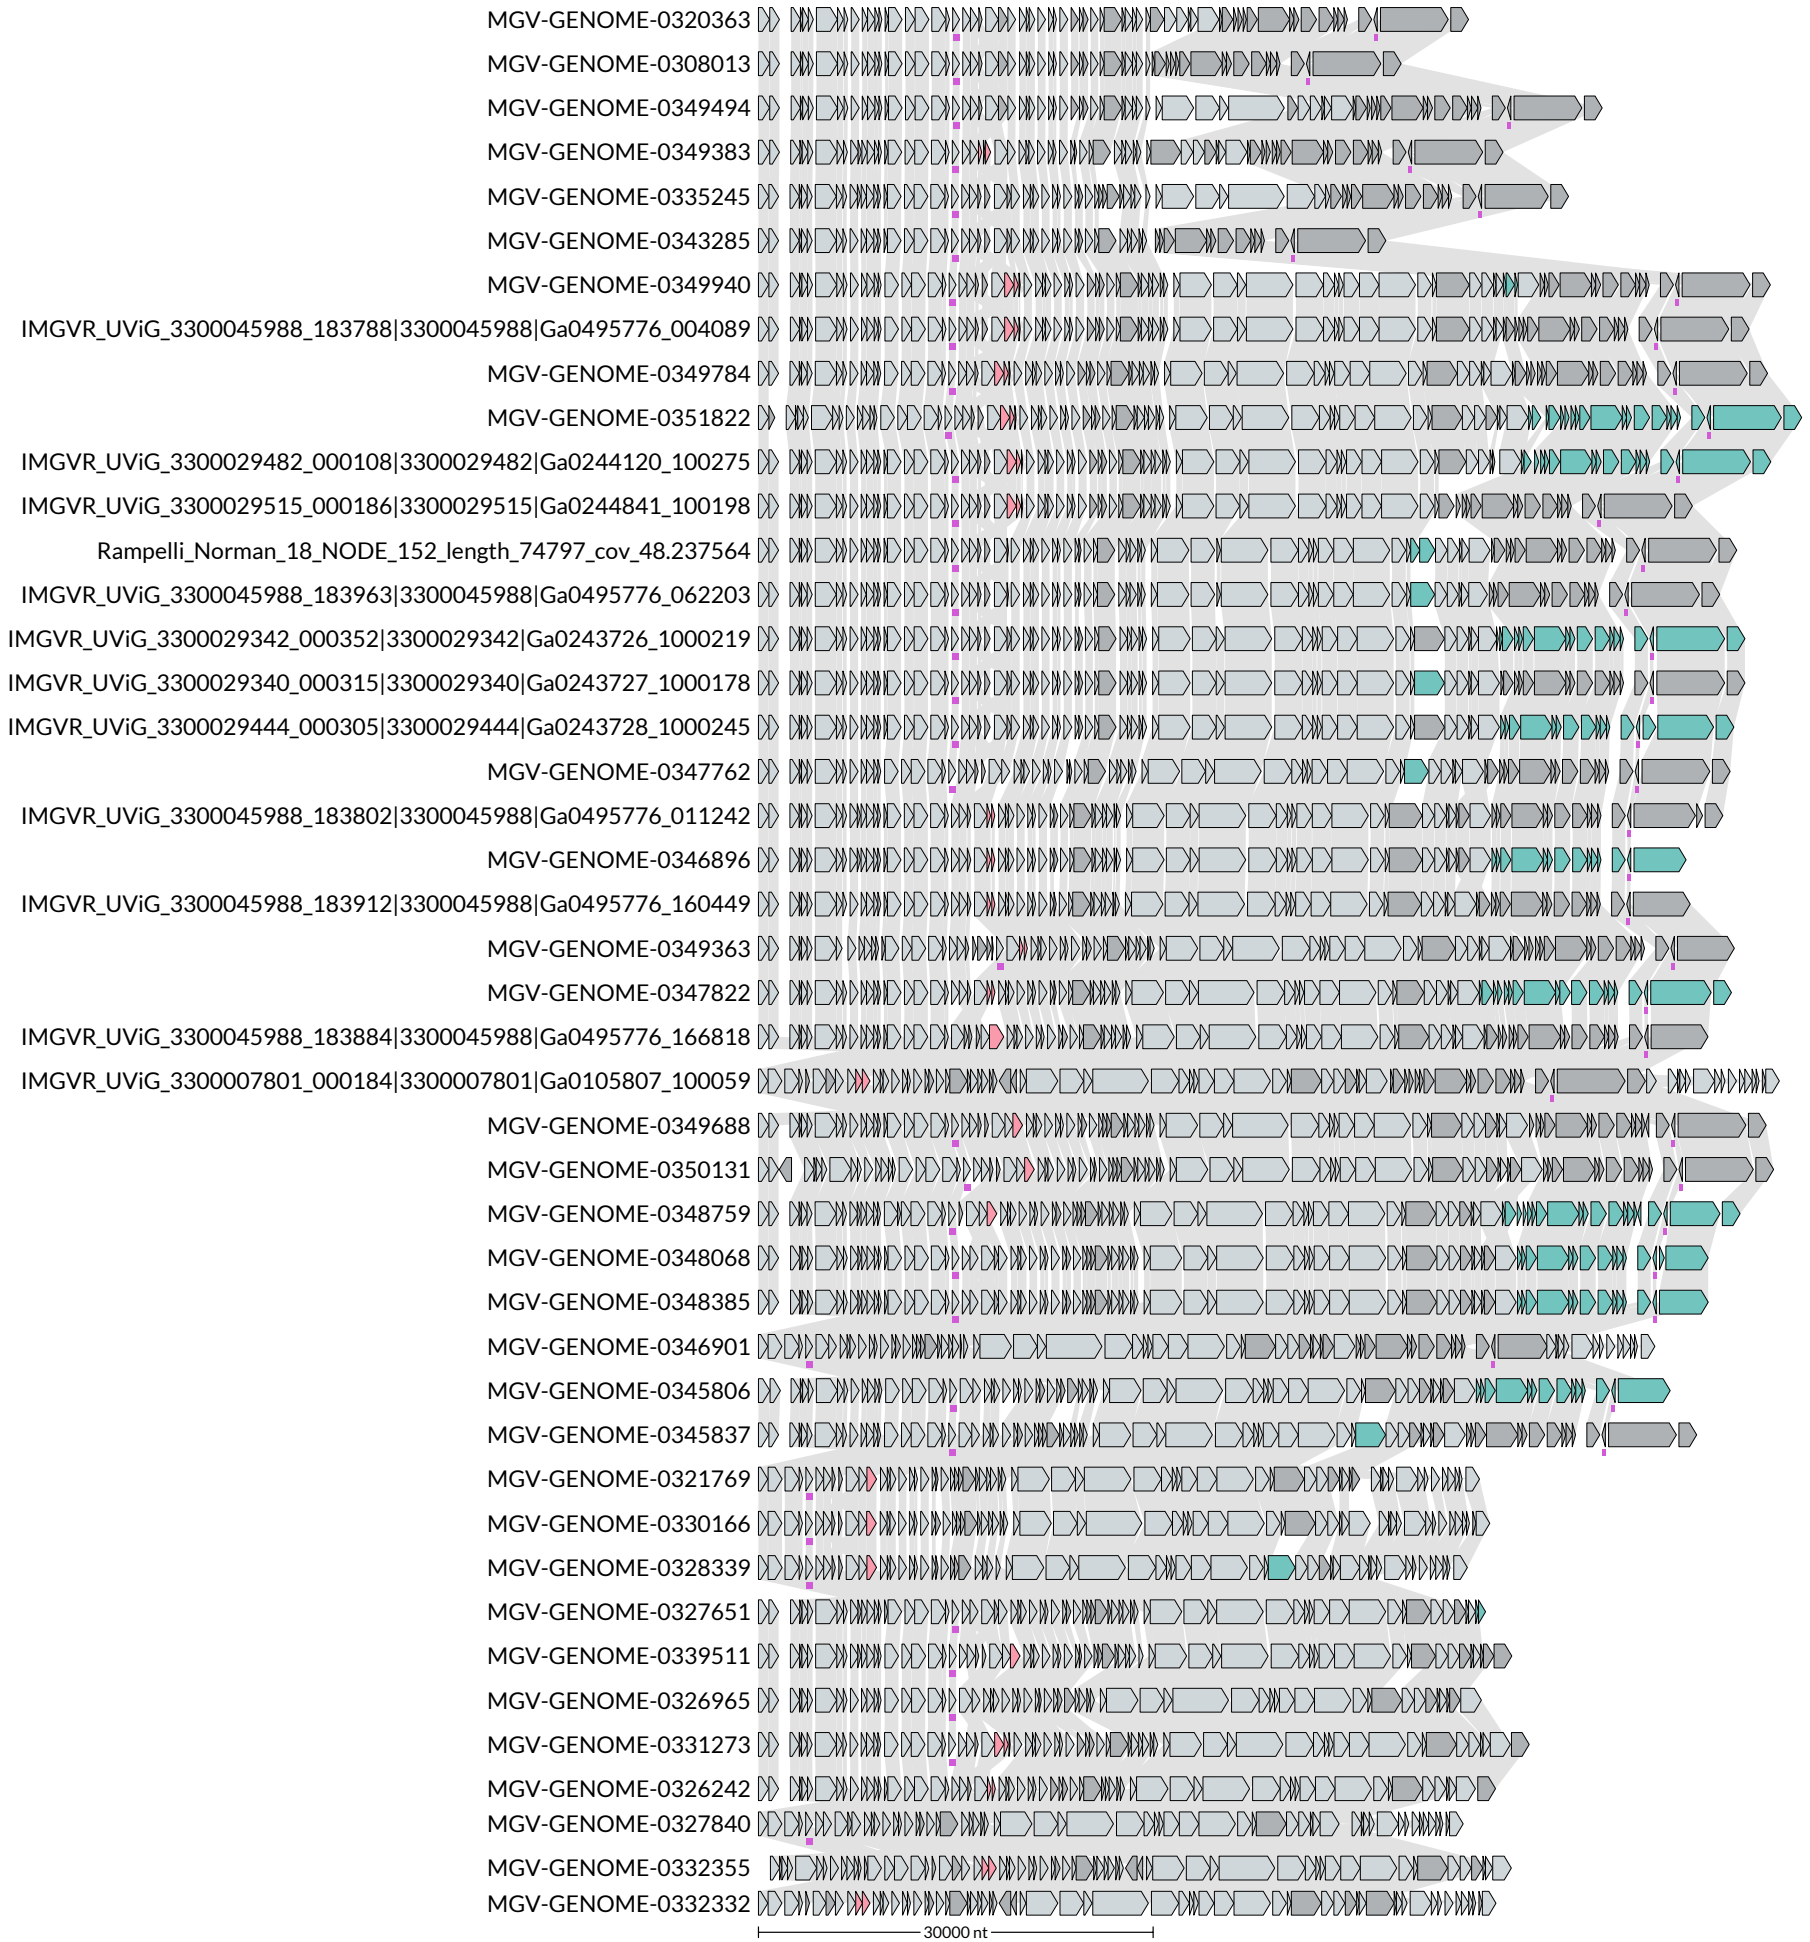 MGV-GENOME-0320363
MGV-GENOME-0308013
MGV-GENOME-0349494
MGV-GENOME-0349383
MGV-GENOME-0335245
MGV-GENOME-0343285
MGV-GENOME-0349940
IMGVR_UViG_3300045988_183788|3300045988|Ga0495776_004089
MGV-GENOME-0349784
MGV-GENOME-0351822
IMGVR_UViG_3300029482_000108|3300029482|Ga0244120_100275
IMGVR_UViG_3300029515_000186|3300029515|Ga0244841_100198
Rampelli_Norman_18_NODE_152_length_74797_cov_48.237564
IMGVR_UViG_3300045988_183963|3300045988|Ga0495776_062203
IMGVR_UViG_3300029342_000352|3300029342|Ga0243726_1000219
IMGVR_UViG_3300029340_000315|3300029340|Ga0243727_1000178
IMGVR_UViG_3300029444_000305|3300029444|Ga0243728_1000245
MGV-GENOME-0347762
IMGVR_UViG_3300045988_183802|3300045988|Ga0495776_011242
MGV-GENOME-0346896
IMGVR_UViG_3300045988_183912|3300045988|Ga0495776_160449
MGV-GENOME-0349363
MGV-GENOME-0347822
IMGVR_UViG_3300045988_183884|3300045988|Ga0495776_166818
IMGVR_UViG_3300007801_000184|3300007801|Ga0105807_100059
MGV-GENOME-0349688
MGV-GENOME-0350131
MGV-GENOME-0348759
MGV-GENOME-0348068
MGV-GENOME-0348385
MGV-GENOME-0346901
MGV-GENOME-0345806
MGV-GENOME-0345837
MGV-GENOME-0321769
MGV-GENOME-0330166
MGV-GENOME-0328339
MGV-GENOME-0327651
MGV-GENOME-0339511
MGV-GENOME-0326965
MGV-GENOME-0331273
MGV-GENOME-0326242
MGV-GENOME-0327840
MGV-GENOME-0332355
MGV-GENOME-0332332
30000 nt